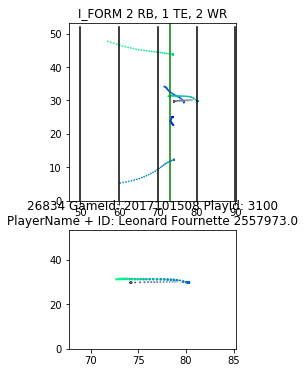 I_FORM 2 RB, 1 TE, 2 WR
50
40
30
20
10
0
50 60 70 80 90
26834 GameId: 2017101508 PlayId: 3100
PlayerName + ID: Leonard Fournette 2557973.0
40
20
0
70 75 80 85